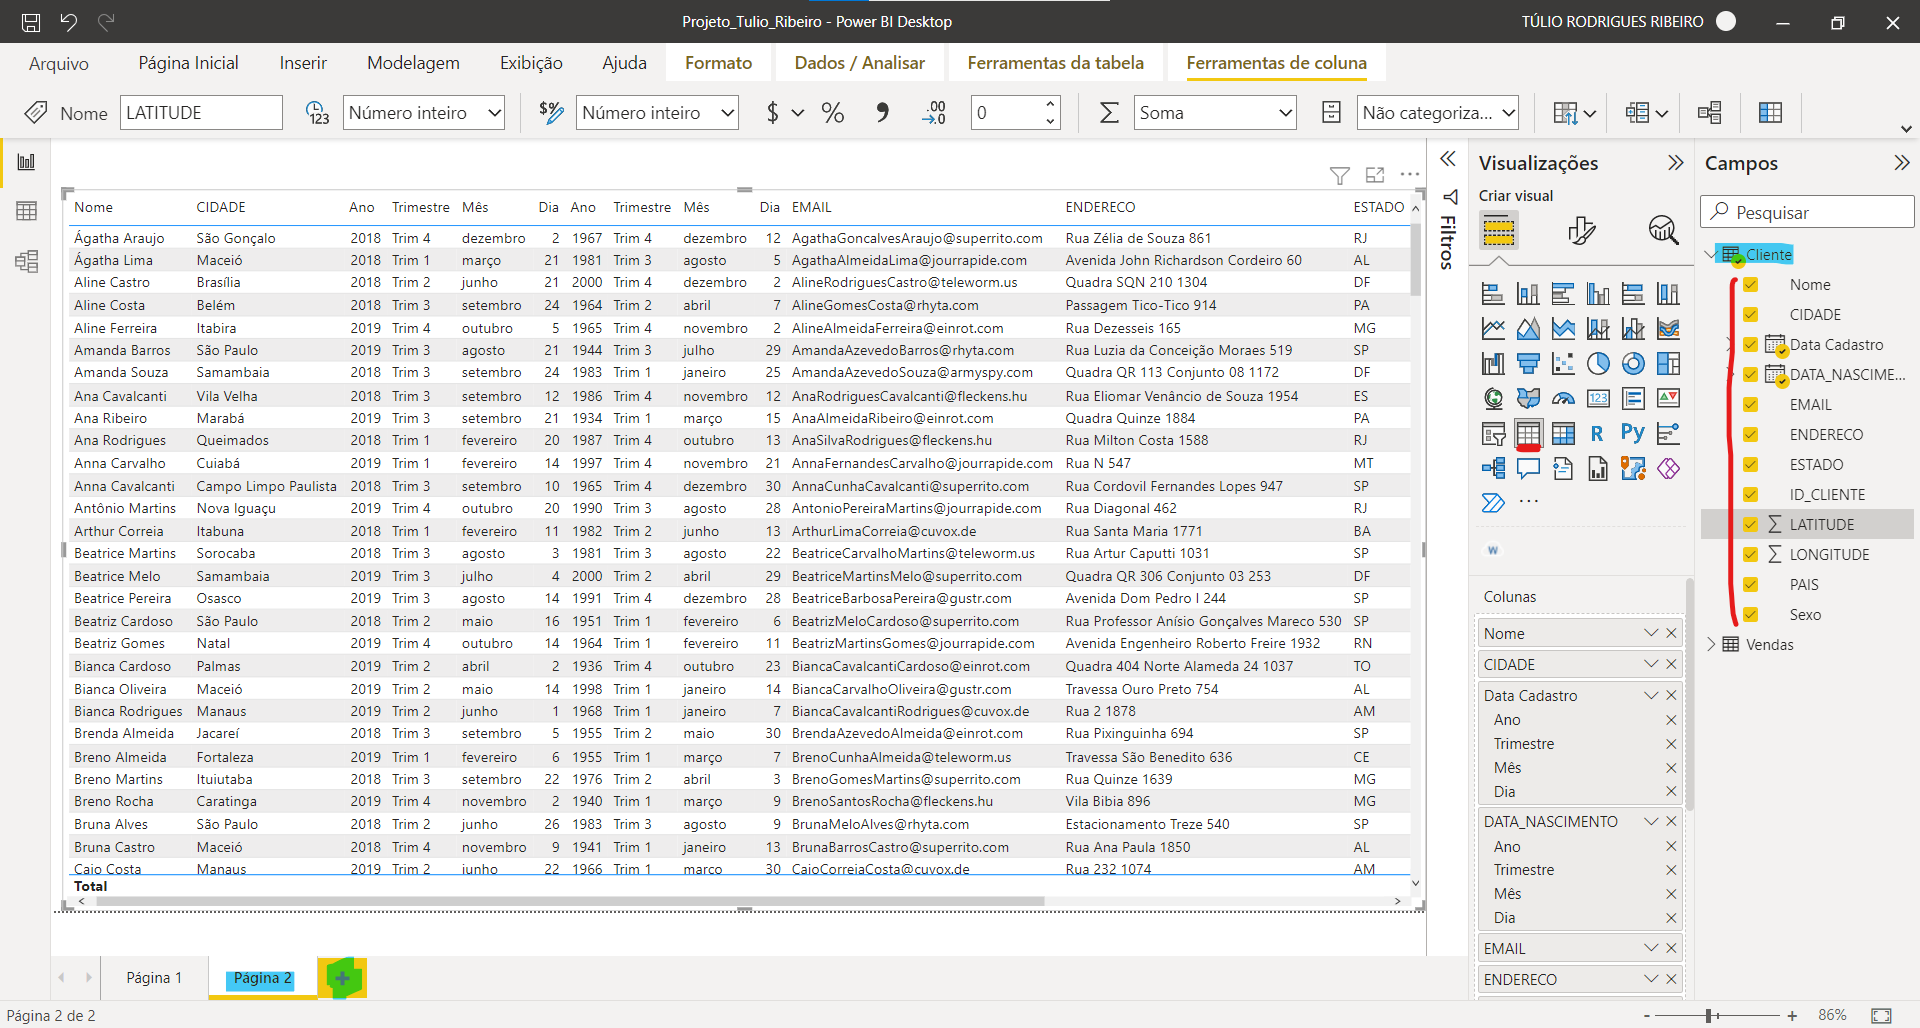 Projeto_Tulio_Ribeiro - Power BI Desktop
TÚLIO RODRIGUES RIBEIRO
Arquivo Página Inicial Inserir Modelagem Exibição Ajuda Formato Dados / Analisar Ferramentas da tabela Ferramentas de coluna
Nome LATITUDE 123 Número inteiro Número inteiro $ % 0 Soma Não categoriza...
Nome CIDADE Ano Trimestre Mês Dia Ano Trimestre Mês Dia EMAIL ENDERECO ESTADO
Ágatha Araujo São Gonçalo 2018 Trim 4 dezembro 2 1967 Trim 4 dezembro 12 AgathaGoncalvesAraujo@superrito.com Rua Zélia de Souza 861 RJ
Ágatha Lima Maceió 2018 Trim 1 março 21 1981 Trim 3 agosto 5 AgathaAlmeidaLima@jourrapide.com Avenida John Richardson Cordeiro 60 AL
Aline Castro Brasília 2018 Trim 2 junho 21 2000 Trim 4 dezembro 2 AlineRodriguesCastro@teleworm.us Quadra SQN 210 1304 DF
Aline Costa Belém 2018 Trim 3 setembro 24 1964 Trim 2 abril 7 AlineGomesCosta@rhyta.com Passagem Tico-Tico 914 PA
Aline Ferreira Itabira 2019 Trim 4 outubro 5 1965 Trim 4 novembro 2 AlineAlmeidaFerreira@einrot.com Rua Dezesseis 165 MG
Amanda Barros São Paulo 2019 Trim 3 agosto 21 1944 Trim 3 julho 29 AmandaAzevedoBarros@rhyta.com Rua Luzia da Conceição Moraes 519 SP
Amanda Souza Samambaia 2018 Trim 3 setembro 24 1983 Trim 1 janeiro 25 AmandaAzevedoSouza@armyspy.com Quadra QR 113 Conjunto 08 1172 DF
Ana Cavalcanti Vila Velha 2018 Trim 3 setembro 12 1986 Trim 4 novembro 12 AnaRodriguesCavalcanti@fleckens.hu Rua Eliomar Venâncio de Souza 1954 ES
Ana Ribeiro Marabá 2019 Trim 3 setembro 21 1934 Trim 1 março 15 AnaAlmeidaRibeiro@einrot.com Quadra Quinze 1884 PA
Ana Rodrigues Queimados 2018 Trim 1 fevereiro 20 1987 Trim 4 outubro 13 AnaSilvaRodrigues@fleckens.hu Rua Milton Costa 1588 RJ
Anna Carvalho Cuiabá 2019 Trim 1 fevereiro 14 1997 Trim 4 novembro 21 AnnaFernandesCarvalho@jourrapide.com Rua N 547 MT
Anna Cavalcanti Campo Limpo Paulista 2018 Trim 3 setembro 10 1965 Trim 4 dezembro 30 AnnaCunhaCavalcanti@superrito.com Rua Cordovil Fernandes Lopes 947 SP
Antônio Martins Nova Iguaçu 2019 Trim 4 outubro 20 1990 Trim 3 agosto 28 AntonioPereiraMartins@jourrapide.com Rua Diagonal 462 RJ
Arthur Correia Itabuna 2018 Trim 1 fevereiro 11 1982 Trim 2 junho 13 ArthurLimaCorreia@cuvox.de Rua Santa Maria 1771 BA
Beatrice Martins Sorocaba 2018 Trim 3 agosto 3 1981 Trim 3 agosto 22 BeatriceCarvalhoMartins@teleworm.us Rua Artur Caputti 1031 SP
Beatrice Melo Samambaia 2019 Trim 3 julho 4 2000 Trim 2 abril 29 BeatriceMartinsMelo@superrito.com Quadra QR 306 Conjunto 03 253 DF
Beatrice Pereira Osasco 2019 Trim 3 agosto 14 1991 Trim 4 dezembro 28 BeatriceBarbosaPereira@gustr.com Avenida Dom Pedro I 244 SP
Beatriz Cardoso São Paulo 2018 Trim 2 maio 16 1951 Trim 1 fevereiro 6 BeatrizMeloCardoso@superrito.com Rua Professor Anísio Gonçalves Mareco 530 SP
Beatriz Gomes Natal 2019 Trim 4 outubro 14 1964 Trim 1 fevereiro 11 BeatrizMartinsGomes@jourrapide.com Avenida Engenheiro Roberto Freire 1932 RN
Bianca Cardoso Palmas 2019 Trim 2 abril 2 1936 Trim 4 outubro 23 BiancaCavalcantiCardoso@einrot.com Quadra 404 Norte Alameda 24 1037 TO
Bianca Oliveira Maceió 2019 Trim 2 maio 14 1998 Trim 1 janeiro 14 BiancaCarvalhoOliveira@gustr.com Travessa Ouro Preto 754 AL
Bianca Rodrigues Manaus 2019 Trim 2 junho 1 1968 Trim 1 janeiro 7 BiancaCavalcantiRodrigues@cuvox.de Rua 2 1878 AM
Brenda Almeida Jacareí 2018 Trim 3 setembro 5 1955 Trim 2 maio 30 BrendaAzevedoAlmeida@einrot.com Rua Pixinguinha 694 SP
Breno Almeida Fortaleza 2019 Trim 1 fevereiro 6 1955 Trim 1 março 7 BrenoCunhaAlmeida@teleworm.us Travessa São Benedito 636 CE
Breno Martins Ituiutaba 2018 Trim 3 setembro 22 1976 Trim 2 abril 3 BrenoGomesMartins@superrito.com Rua Quinze 1639 MG
Breno Rocha Caratinga 2019 Trim 4 novembro 2 1940 Trim 1 março 9 BrenoSantosRocha@fleckens.hu Vila Bibia 896 MG
Bruna Alves São Paulo 2018 Trim 2 junho 26 1983 Trim 3 agosto 9 BrunaMeloAlves@rhyta.com Estacionamento Treze 540 SP
Bruna Castro Maceió 2018 Trim 4 novembro 9 1941 Trim 1 janeiro 13 BrunaBarrosCastro@superrito.com Rua Ana Paula 1850 AL
Caio Costa Manaus 2019 Trim 2 junho 22 1966 Trim 1 março 30 CaioCorreiaCosta@cuvox.de Rua 232 1074 AM
Total
Filtros
Visualizações
Criar visual
123
R Py
...
W
Colunas
Nome
CIDADE
Data Cadastro
Ano
Trimestre
Mês
Dia
DATA_NASCIMENTO
Ano
Trimestre
Mês
Dia
EMAIL
ENDERECO
Campos
Pesquisar
Cliente
Nome
CIDADE
Data Cadastro
DATA_NASCIME...
EMAIL
ENDERECO
ESTADO
ID_CLIENTE
LATITUDE
LONGITUDE
PAIS
Sexo
Vendas
Página 1 Página 2 +
Página 2 de 2
- + 86%